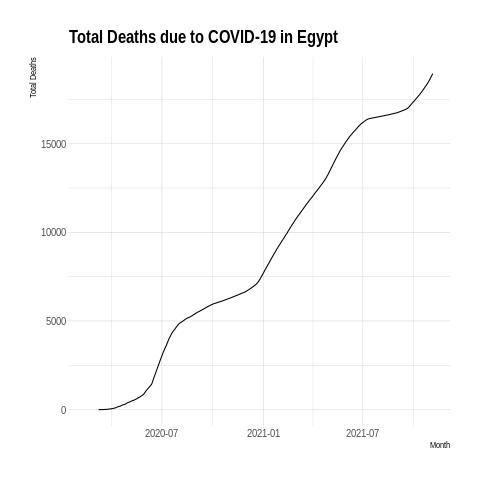 Total Deaths due to COVID-19 in Egypt
Total Deaths
15000
10000
5000
0
2020-07
2021-01
2021-07
Month